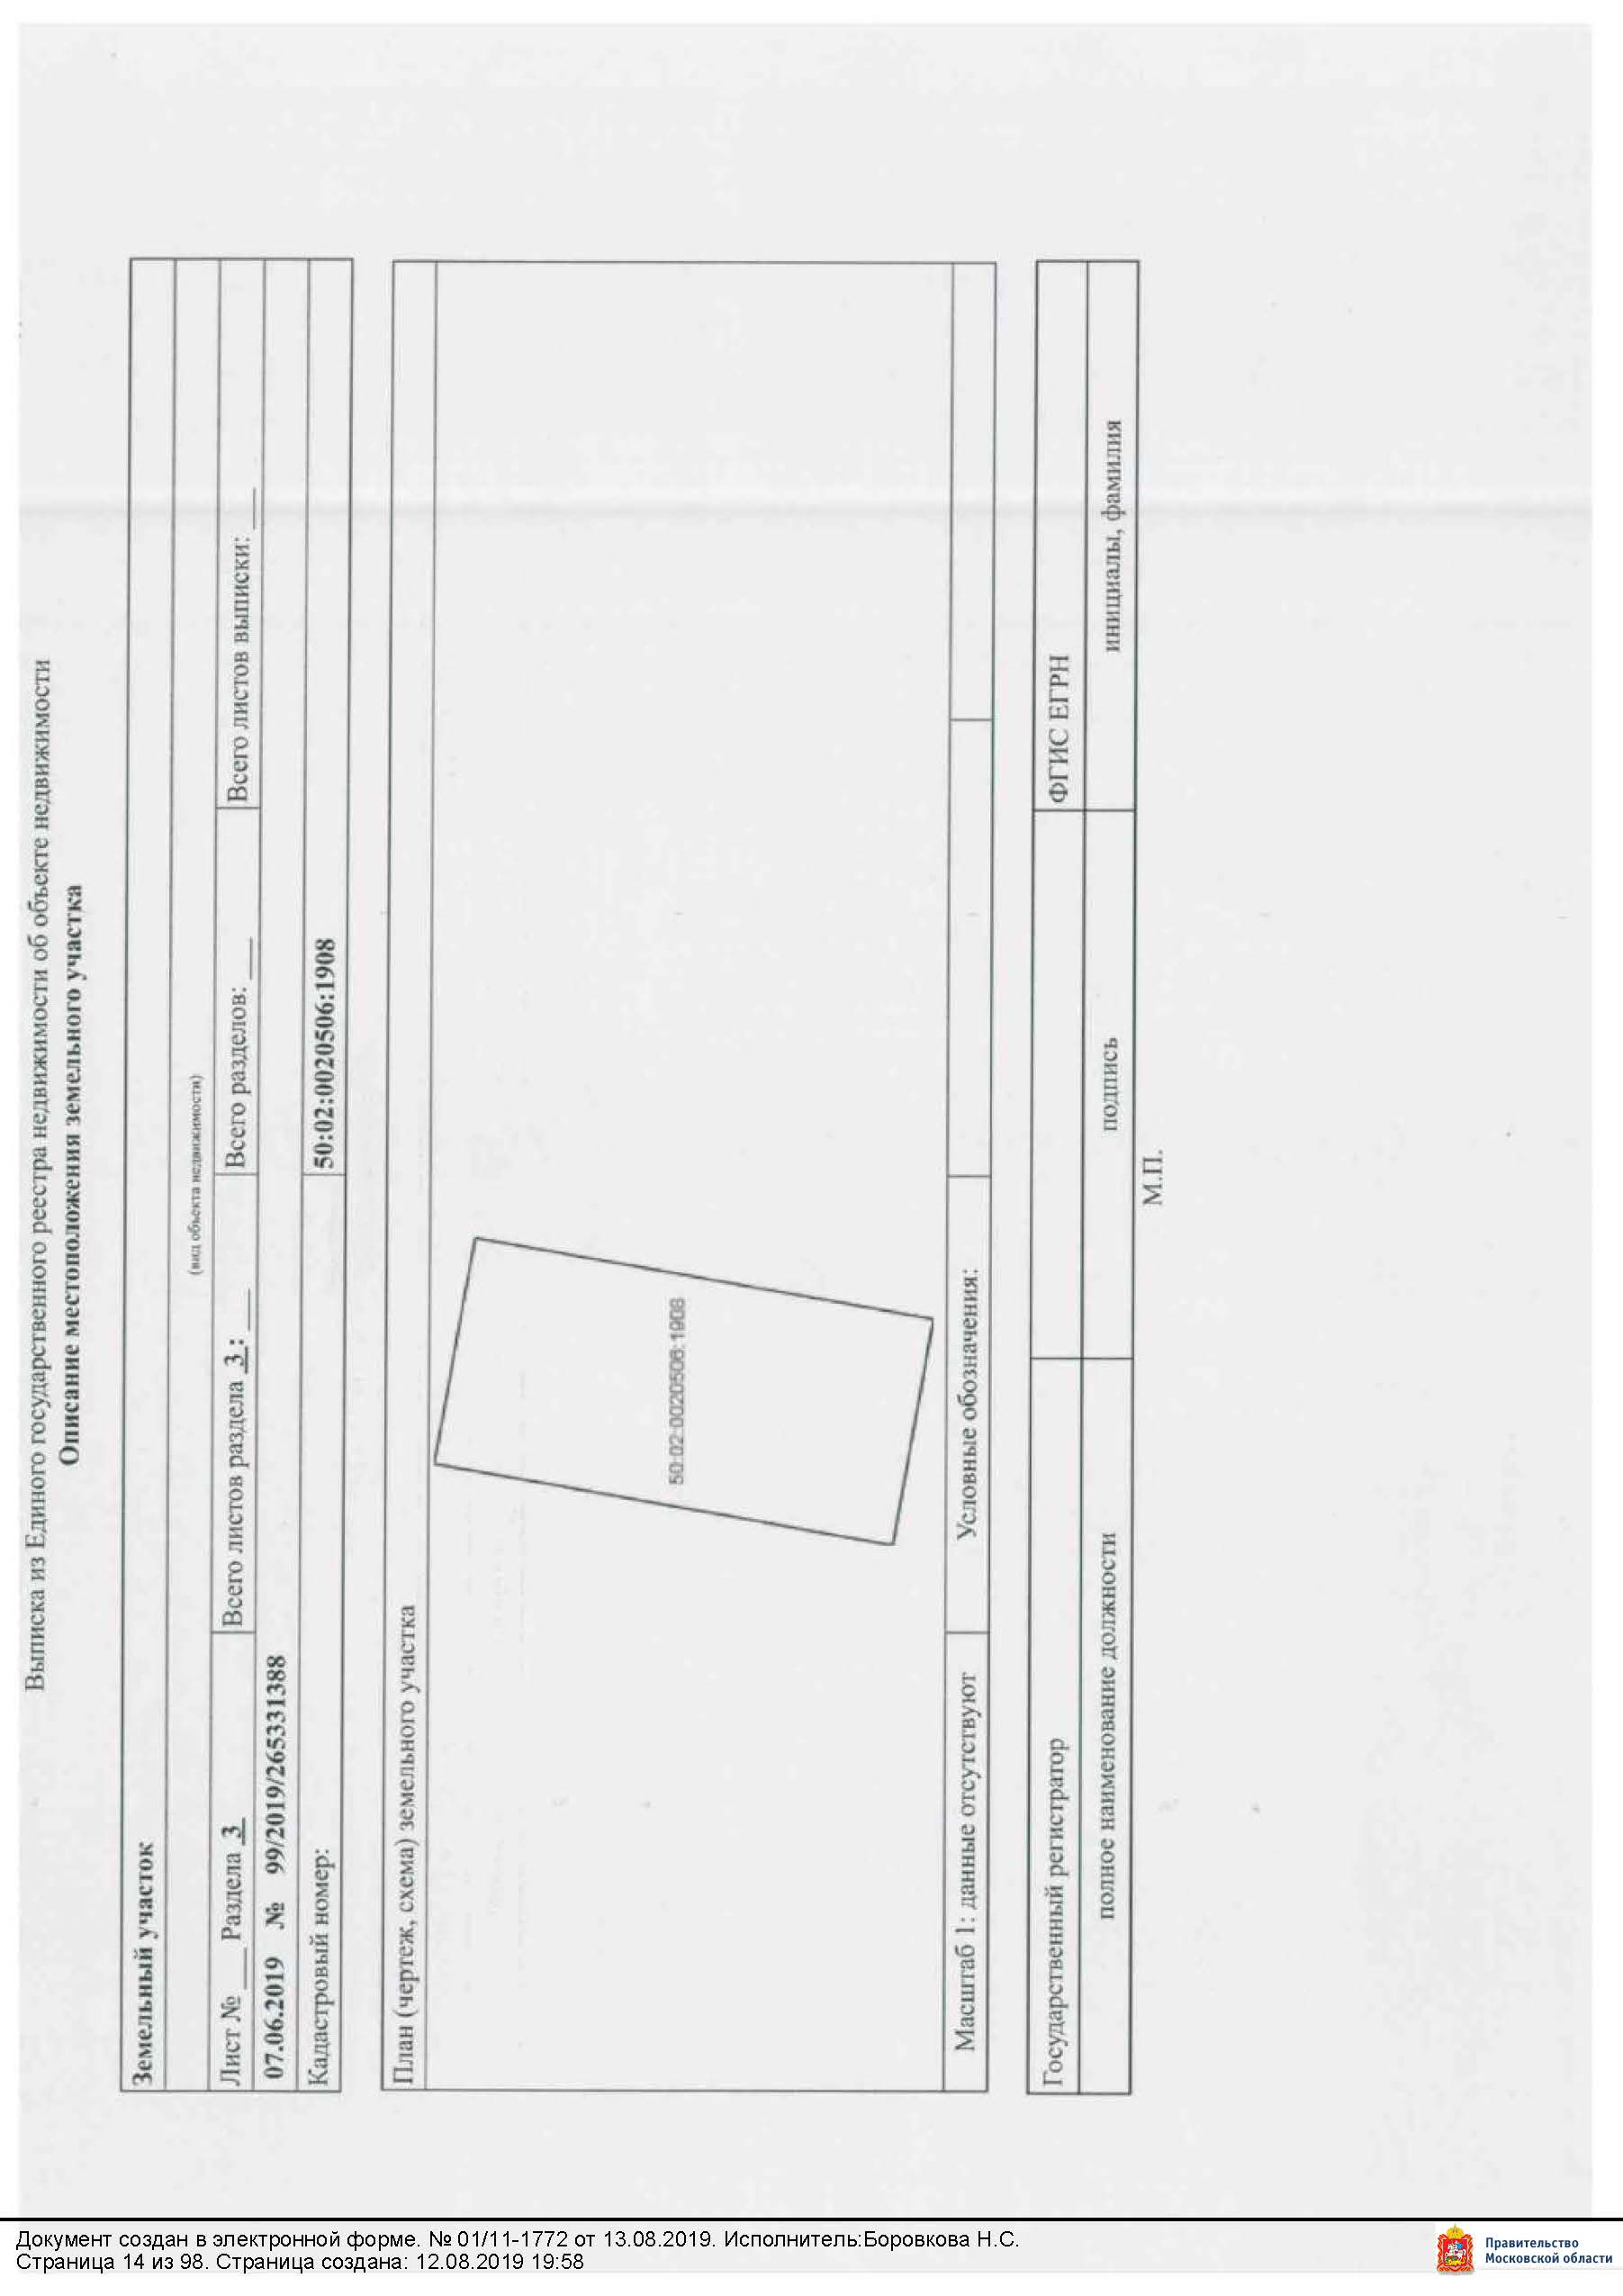 Выписка из Единого государственного реестра недвижимости об объекте недвижимости
Описание местоположения земельного участка
Земельный участок
(вид объекта недвижимости)
Лист № ___ Раздела 3 Всего листов раздела 3 : ___ Всего разделов: ___ Всего листов выписки: ___
07.06.2019 № 99/2019/265331388
Кадастровый номер: 50:02:0020506:1908
План (чертеж, схема) земельного участка
50:02:0020506:1908
Масштаб 1: данные отсутствуют Условные обозначения:
Государственный регистратор ФГИС ЕГРН
полное наименование должности подпись инициалы, фамилия
М.П.
Документ создан в электронной форме. № 01/11-1772 от 13.08.2019. Исполнитель:Боровкова Н.С.
Страница 14 из 98. Страница создана: 12.08.2019 19:58
Правительство
Московской области